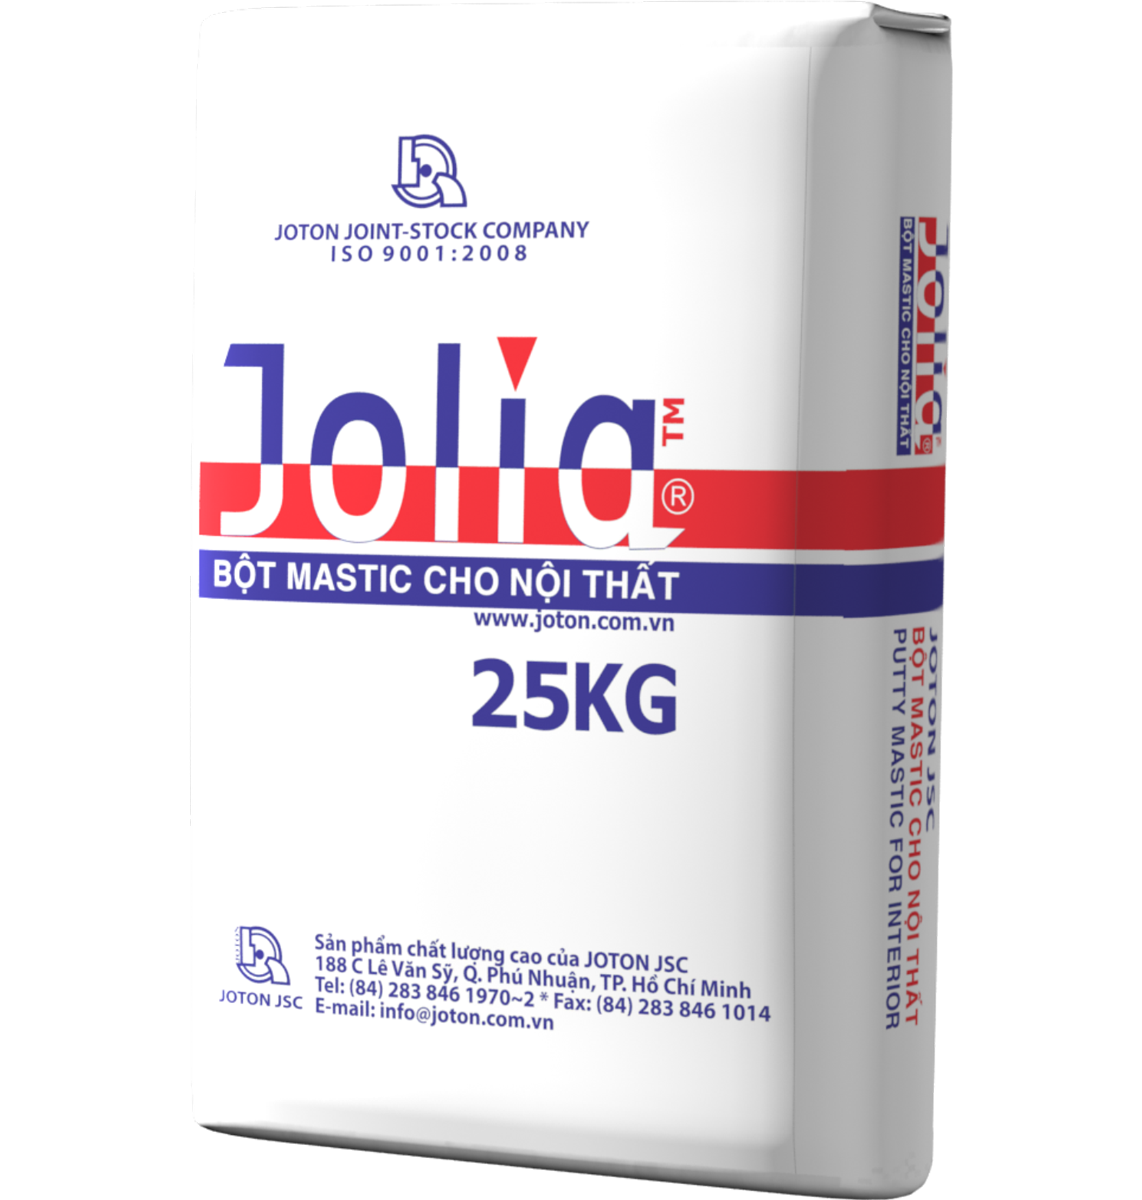 JOTON JOINT-STOCK COMPANY
ISO 9001:2008
Jolia™
®
BỘT MASTIC CHO NỘI THẤT
www.joton.com.vn
25KG
JOTON JSC
Sản phẩm chất lượng cao của JOTON JSC
188 C Lê Văn Sỹ, Q. Phú Nhuận, TP. Hồ Chí Minh
Tel: (84) 283 846 1970~2 * Fax: (84) 283 846 1014
E-mail: info@joton.com.vn
Jolia®
BỘT MASTIC CHO NỘI THẤT
JOTON JSC
BỘT MASTIC CHO NỘI THẤT
PUTTY MASTIC FOR INTERIOR